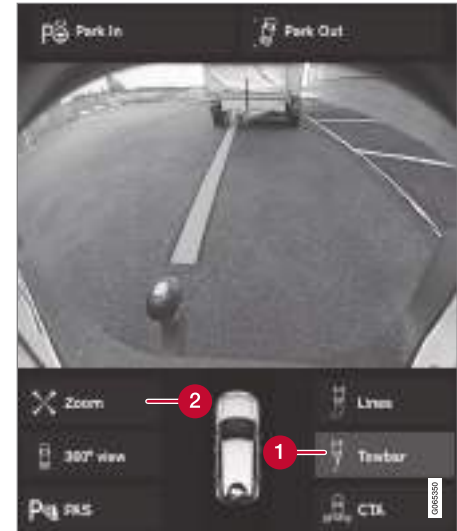 Park In
Park Out
Zoom
2
Lines
360° view
1
Towbar
PAS
CTA
G065350